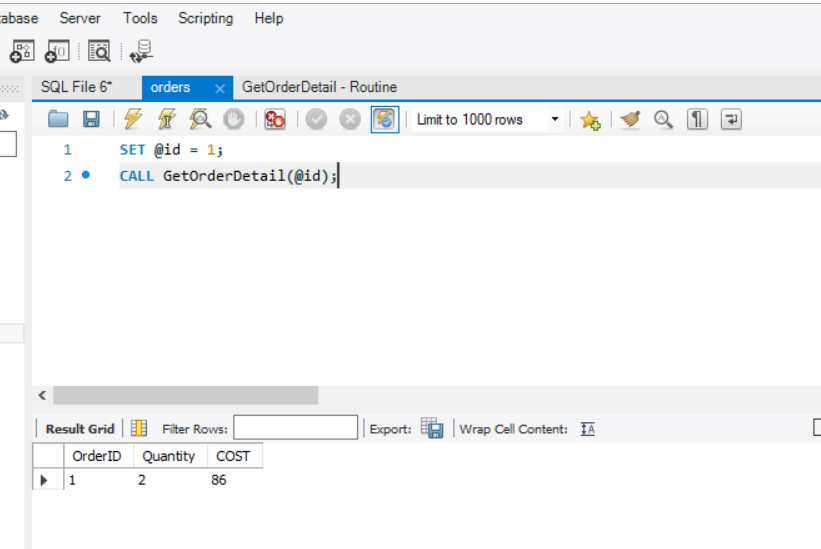 tabase Server Tools Scripting Help
SQL File 6* orders × GetOrderDetail - Routine
Limit to 1000 rows
1 SET @id = 1;
2 CALL GetOrderDetail(@id);
Result Grid Filter Rows: Export: Wrap Cell Content:
OrderID Quantity COST
1 2 86